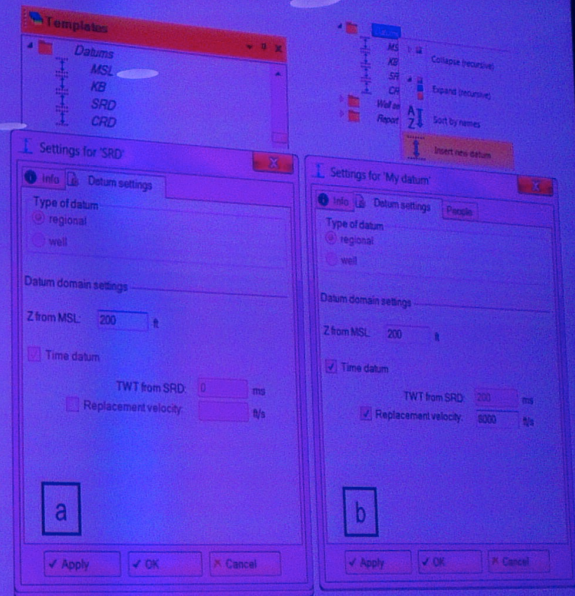 Templates
Datums
MSL
KB
SRD
CRD
MS
KB
SR
CR
Well se
Report
Collapse (recursive)
Expand (recursive)
Sort by names
Insert new datum
Settings for 'SRD'
Info
Datum settings
Type of datum
regional
well
Datum domain settings
Z from MSL: 200 ft
Time datum
TWT from SRD: 0 ms
Replacement velocity: ft/s
a
Apply
OK
Cancel
Settings for 'My datum'
Info
Datum settings
People
Type of datum
regional
well
Datum domain settings
Z from MSL: 200 ft
Time datum
TWT from SRD: 200 ms
Replacement velocity: 8000 ft/s
b
Apply
OK
Cancel